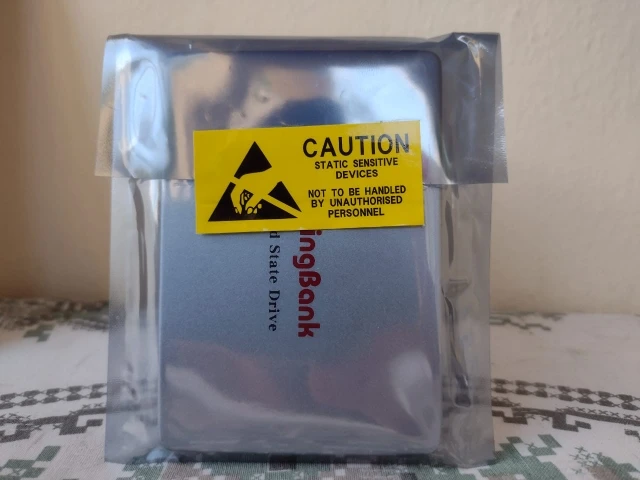 CAUTION
STATIC SENSITIVE
DEVICES
NOT TO BE HANDLED
BY UNAUTHORISED
PERSONNEL
ingBank
d State Drive